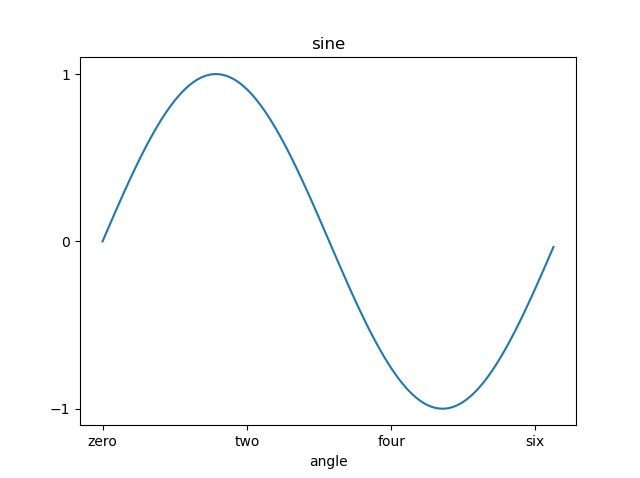 sine
1
0
−1
zero two four six
angle